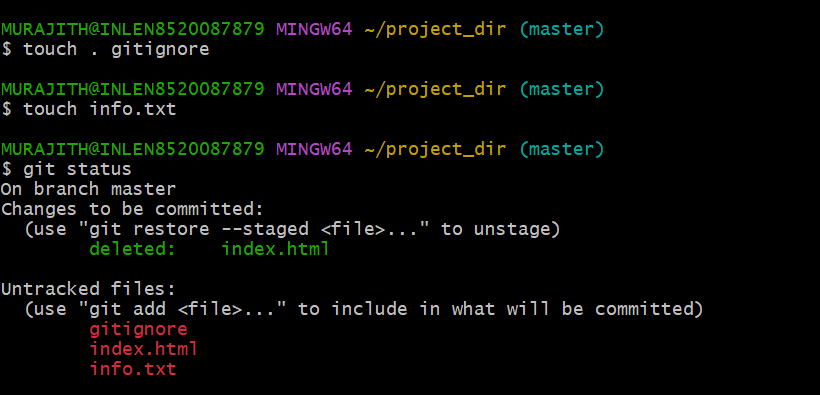 MURAJITH@INLEN8520087879 MINGW64 ~/project_dir (master)
$ touch . gitignore
MURAJITH@INLEN8520087879 MINGW64 ~/project_dir (master)
$ touch info.txt
MURAJITH@INLEN8520087879 MINGW64 ~/project_dir (master)
$ git status
On branch master
Changes to be committed:
  (use "git restore --staged <file>..." to unstage)
        deleted:    index.html
Untracked files:
  (use "git add <file>..." to include in what will be committed)
        gitignore
        index.html
        info.txt